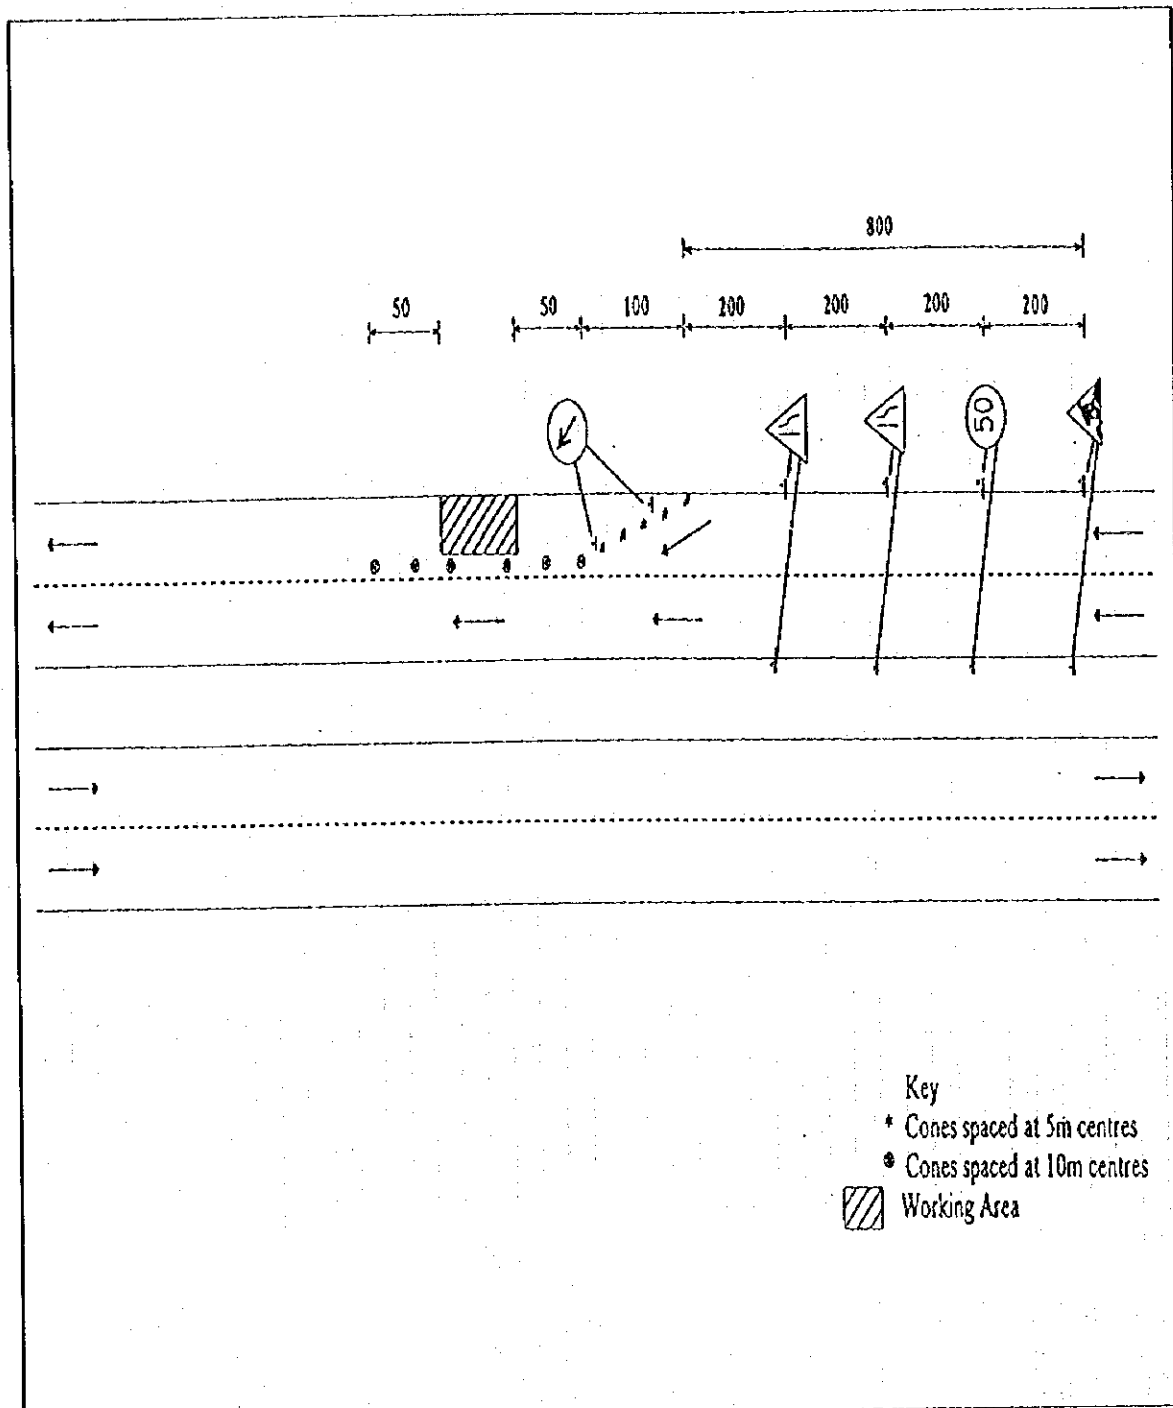 800
50 50 100 200 200 200 200
50
Key
* Cones spaced at 5m centres
Cones spaced at 10m centres
Working Area